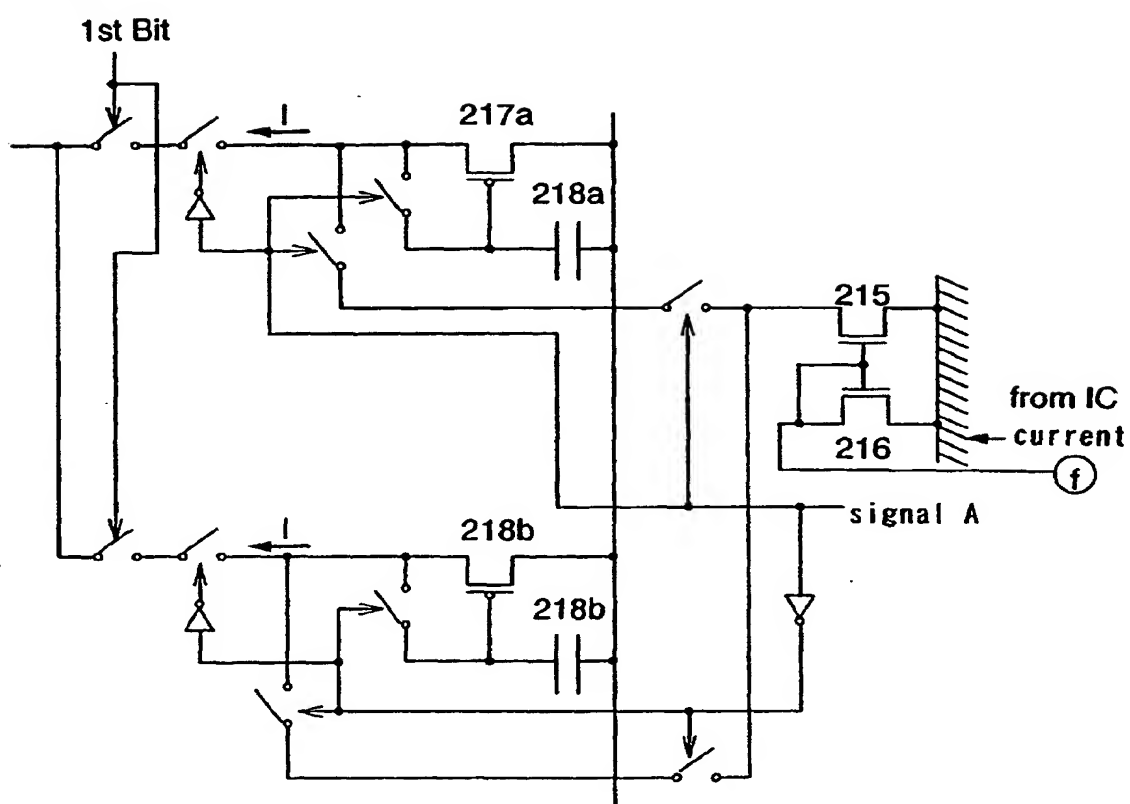 1st Bit
I
217a
218a
215
from IC
current
216
f
signal A
I
218b
218b